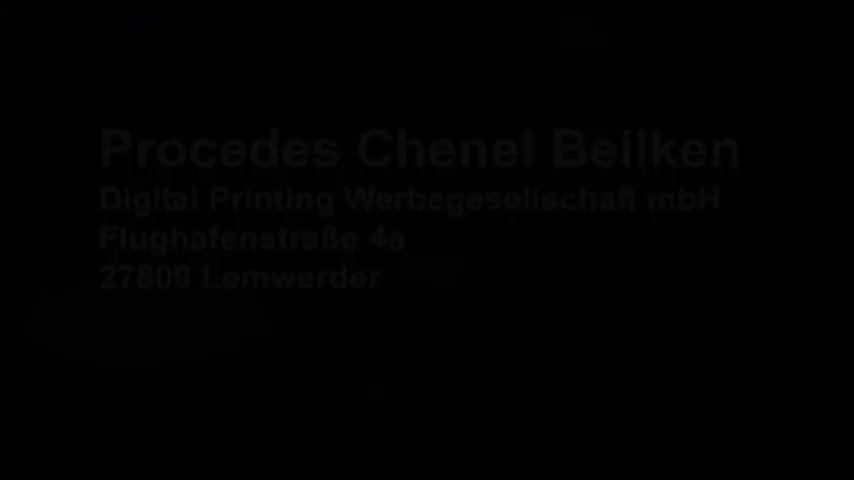 Procedes Chenel Beilken
Digital Printing Werbegesellschaft mbH
Flughafenstraße 4a
27809 Lemwerder